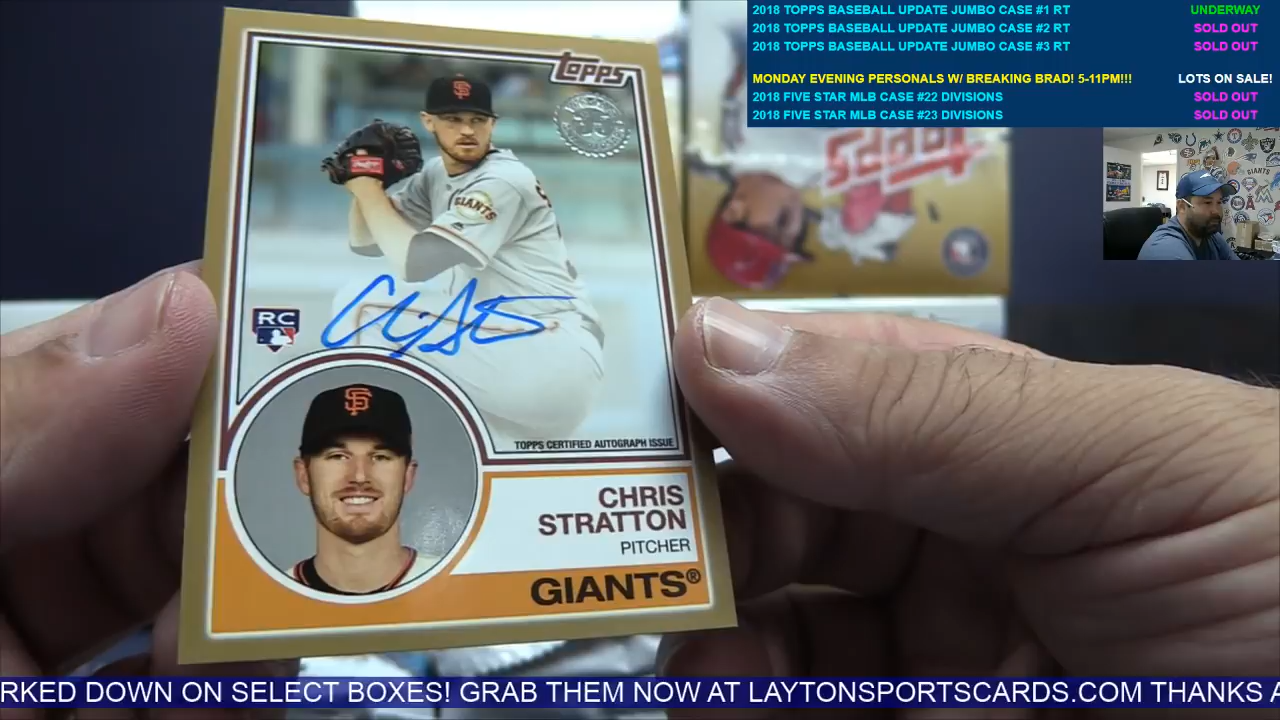 2018 TOPPS BASEBALL UPDATE JUMBO CASE #1 RT UNDERWAY
2018 TOPPS BASEBALL UPDATE JUMBO CASE #2 RT SOLD OUT
2018 TOPPS BASEBALL UPDATE JUMBO CASE #3 RT SOLD OUT
MONDAY EVENING PERSONALS W/ BREAKING BRAD! 5-11PM!!! LOTS ON SALE!
2018 FIVE STAR MLB CASE #22 DIVISIONS SOLD OUT
2018 FIVE STAR MLB CASE #23 DIVISIONS SOLD OUT
topps
topps
GIANTS
GIANTS
RC
TOPPS CERTIFIED AUTOGRAPH ISSUE
CHRIS
STRATTON
PITCHER
GIANTS®
RKED DOWN ON SELECT BOXES! GRAB THEM NOW AT LAYTONSPORTSCARDS.COM THANKS A